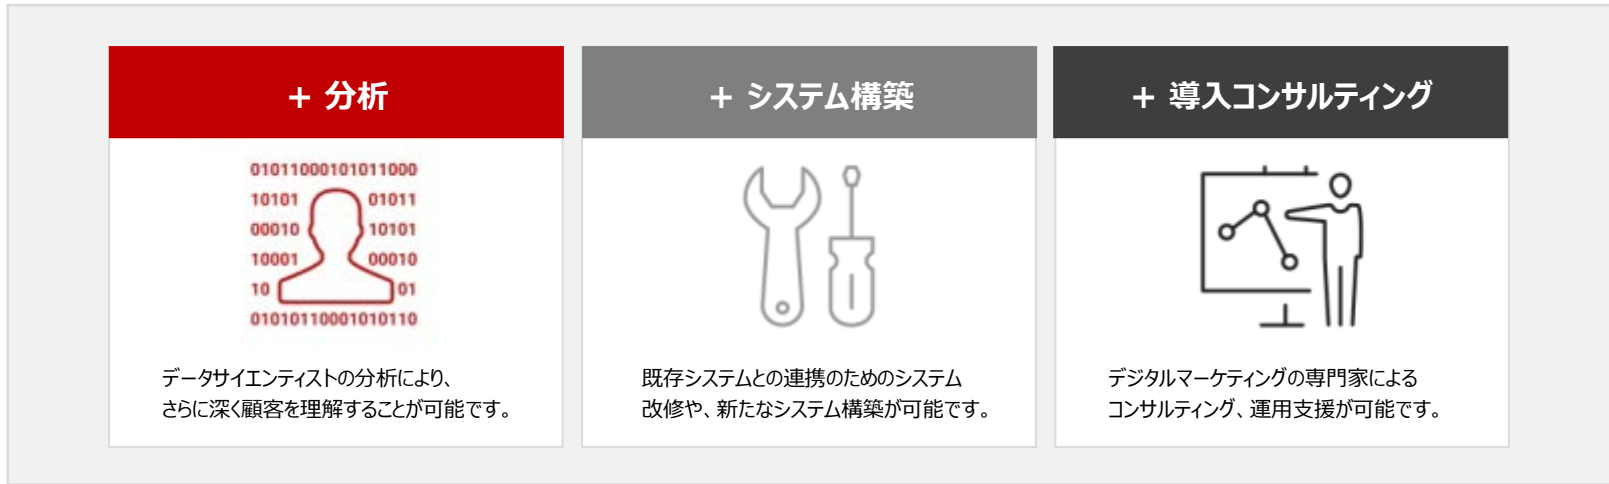 + 分析
01011000101011000
10101 01011
00010 10101
10001 00010
10 01
01010110001010110
データサイエンティストの分析により、
さらに深く顧客を理解することが可能です。
+ システム構築
既存システムとの連携のためのシステム
改修や、新たなシステム構築が可能です。
+ 導入コンサルティング
デジタルマーケティングの専門家による
コンサルティング、運用支援が可能です。